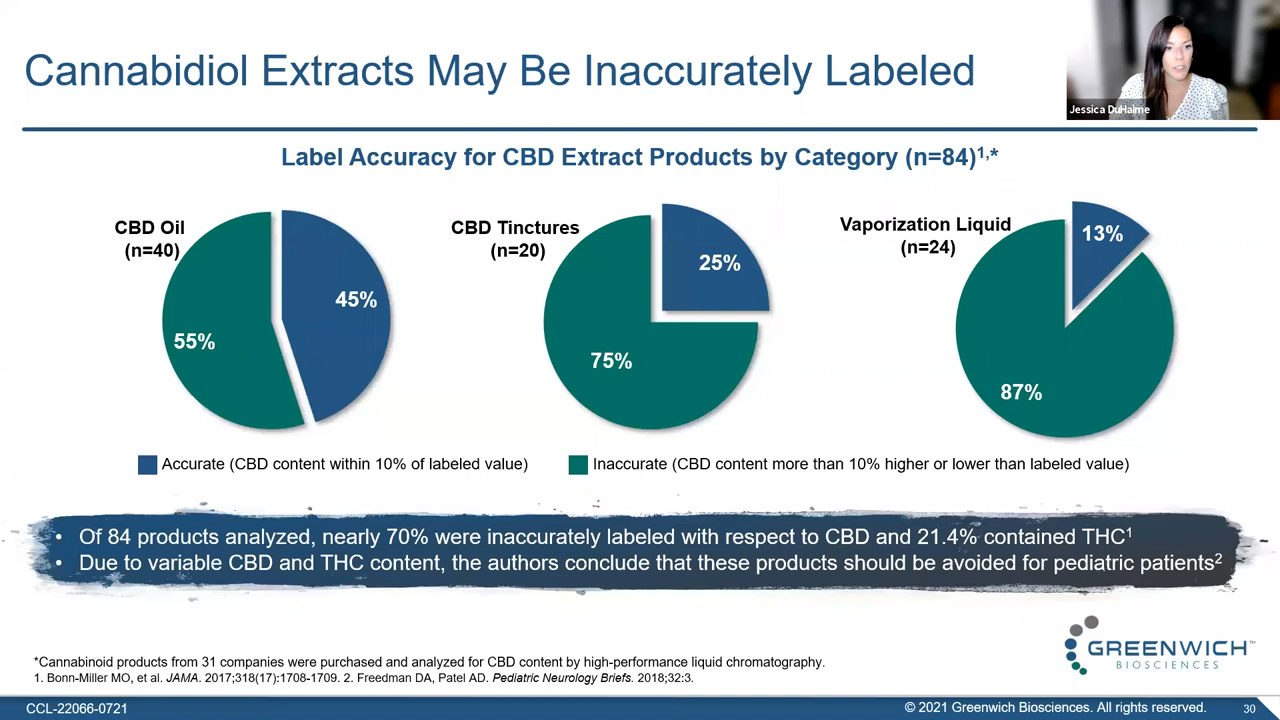 Cannabidiol Extracts May Be Inaccurately Labeled
Jessica DuHaime
Label Accuracy for CBD Extract Products by Category (n=84)1,*
CBD Oil
(n=40)
45%
55%
CBD Tinctures
(n=20)
25%
75%
Vaporization Liquid
(n=24)
13%
87%
Accurate (CBD content within 10% of labeled value)
Inaccurate (CBD content more than 10% higher or lower than labeled value)
• Of 84 products analyzed, nearly 70% were inaccurately labeled with respect to CBD and 21.4% contained THC1
• Due to variable CBD and THC content, the authors conclude that these products should be avoided for pediatric patients2
GREENWICH™
BIOSCIENCES
*Cannabinoid products from 31 companies were purchased and analyzed for CBD content by high-performance liquid chromatography.
1. Bonn-Miller MO, et al. JAMA. 2017;318(17):1708-1709. 2. Freedman DA, Patel AD. Pediatric Neurology Briefs. 2018;32:3.
CCL-22066-0721
© 2021 Greenwich Biosciences. All rights reserved.
30